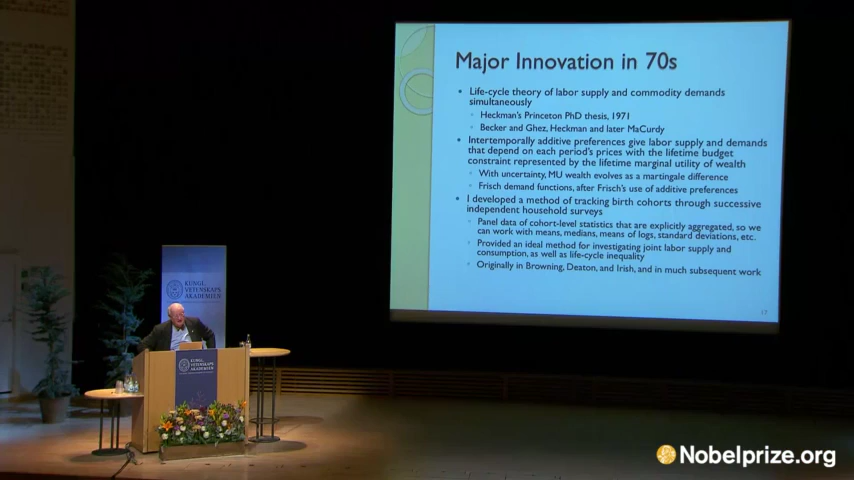 Major Innovation in 70s
Life-cycle theory of labor supply and commodity demands
simultaneously
Heckman's Princeton PhD thesis, 1971
Becker and Ghez, Heckman and later MaCurdy
Intertemporally additive preferences give labor supply and demands
that depend on each period's prices with the lifetime budget
constraint represented by the lifetime marginal utility of wealth
With uncertainty, MU wealth evolves as a martingale difference
Frisch demand functions, after Frisch's use of additive preferences
I developed a method of tracking birth cohorts through successive
independent household surveys
Panel data of cohort-level statistics that are explicitly aggregated, so we
can work with means, medians, means of logs, standard deviations, etc.
Provided an ideal method for investigating joint labor supply and
consumption, as well as life-cycle inequality
Originally in Browning, Deaton, and Irish, and in much subsequent work
17
KUNGL.
VETENSKAPS
AKADEMIEN
KUNGL.
VETENSKAPS
AKADEMIEN
Nobelprize.org